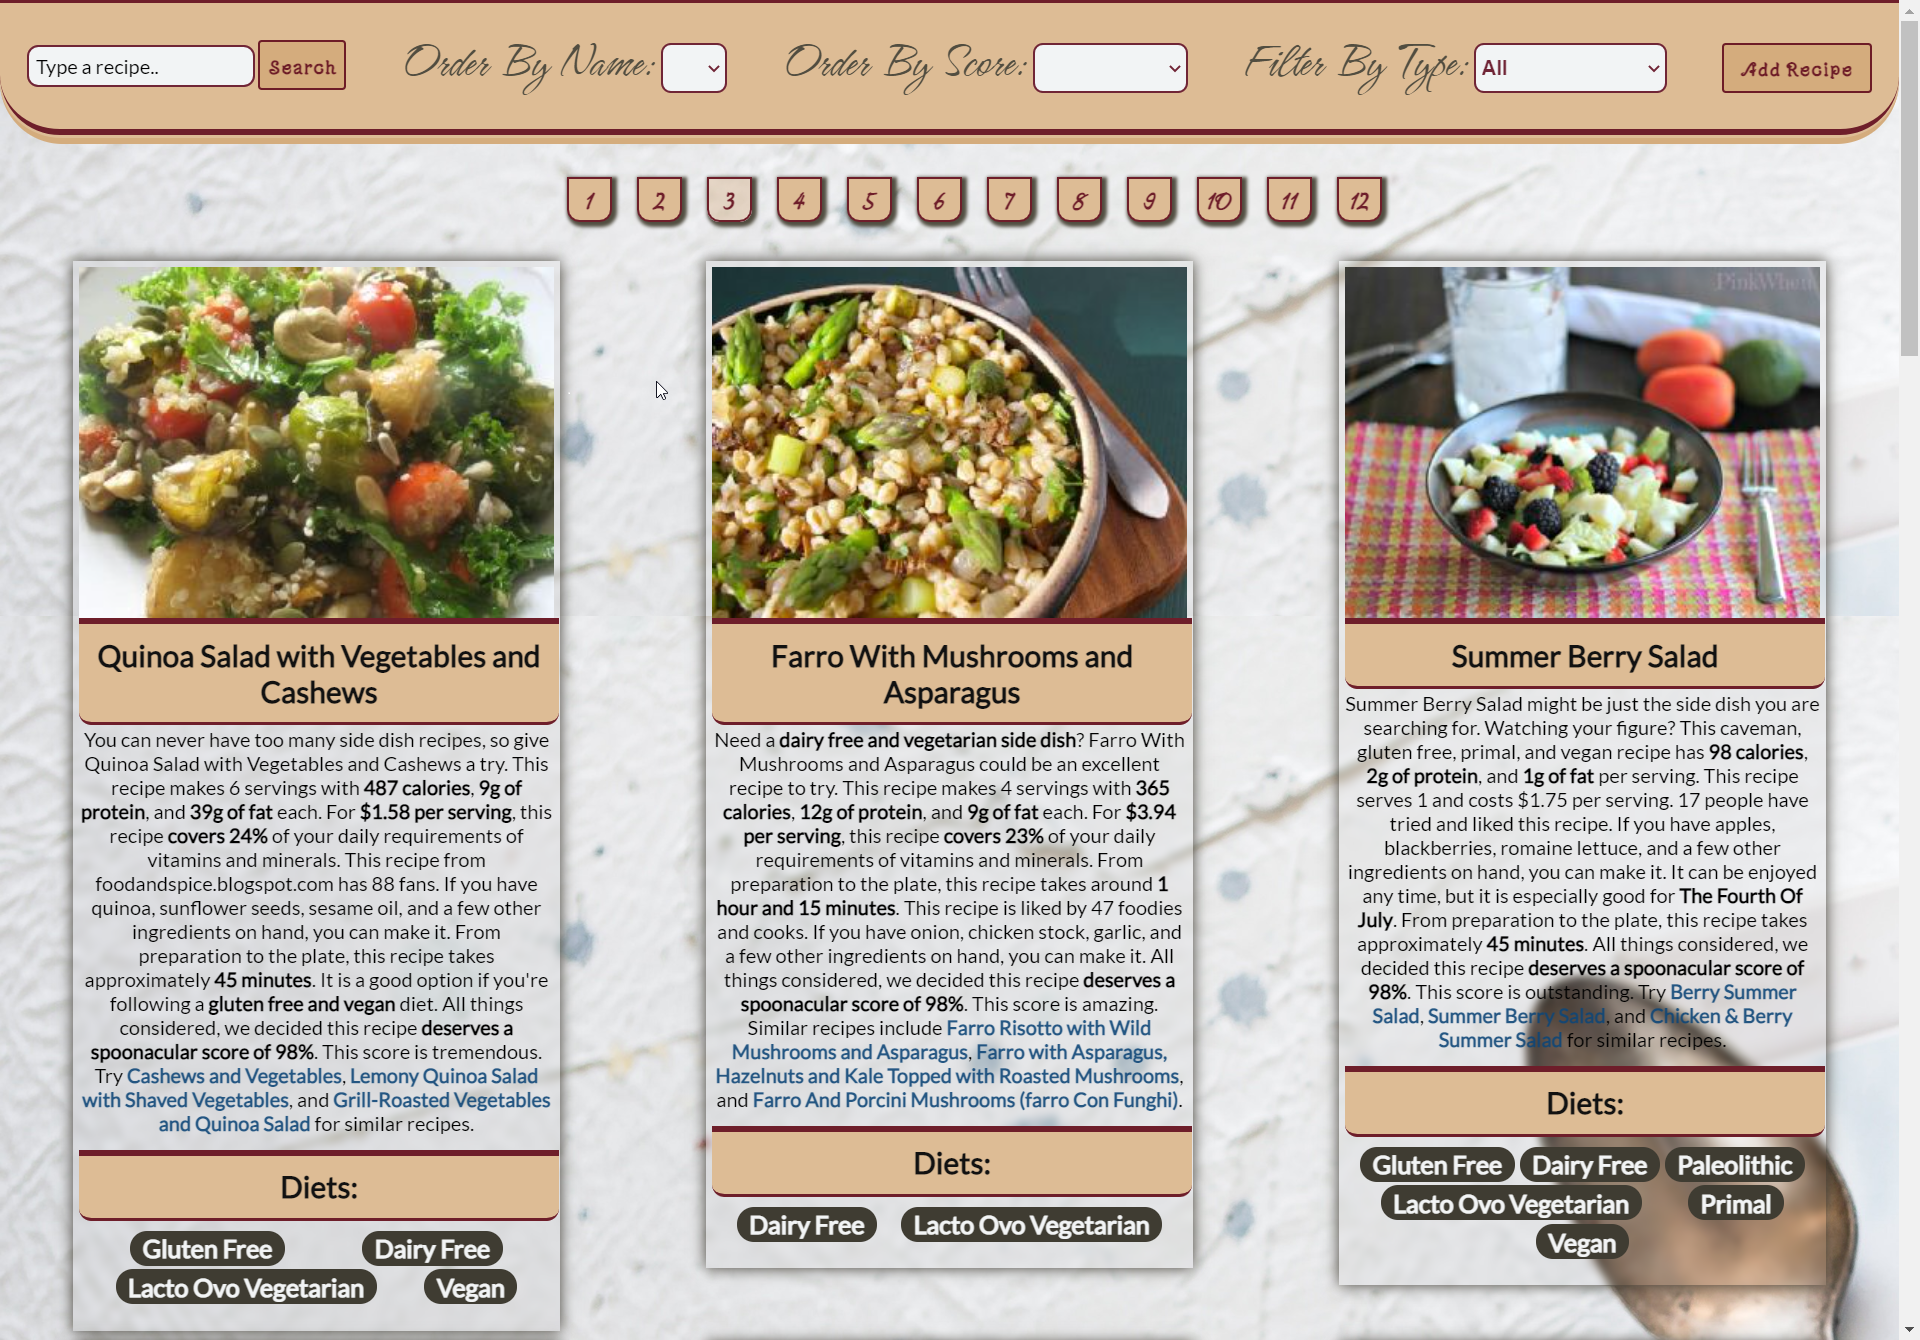 Type a recipe..
Search
Order By Name:
Order By Score:
Filter By Type:
All
Add Recipe
1
2
3
4
5
6
7
8
9
10
11
12
Quinoa Salad with Vegetables and
Cashews
You can never have too many side dish recipes, so give
Quinoa Salad with Vegetables and Cashews a try. This
recipe makes 6 servings with 487 calories, 9g of
protein, and 39g of fat each. For $1.58 per serving, this
recipe covers 24% of your daily requirements of
vitamins and minerals. This recipe from
foodandspice.blogspot.com has 88 fans. If you have
quinoa, sunflower seeds, sesame oil, and a few other
ingredients on hand, you can make it. From
preparation to the plate, this recipe takes
approximately 45 minutes. It is a good option if you're
following a gluten free and vegan diet. All things
considered, we decided this recipe deserves a
spoonacular score of 98%. This score is tremendous.
Try Cashews and Vegetables, Lemony Quinoa Salad
with Shaved Vegetables, and Grill-Roasted Vegetables
and Quinoa Salad for similar recipes.
Diets:
Gluten Free
Dairy Free
Lacto Ovo Vegetarian
Vegan
Farro With Mushrooms and
Asparagus
Need a dairy free and vegetarian side dish? Farro With
Mushrooms and Asparagus could be an excellent
recipe to try. This recipe makes 4 servings with 365
calories, 12g of protein, and 9g of fat each. For $3.94
per serving, this recipe covers 23% of your daily
requirements of vitamins and minerals. From
preparation to the plate, this recipe takes around 1
hour and 15 minutes. This recipe is liked by 47 foodies
and cooks. If you have onion, chicken stock, garlic, and
a few other ingredients on hand, you can make it. All
things considered, we decided this recipe deserves a
spoonacular score of 98%. This score is amazing.
Similar recipes include Farro Risotto with Wild
Mushrooms and Asparagus, Farro with Asparagus,
Hazelnuts and Kale Topped with Roasted Mushrooms,
and Farro And Porcini Mushrooms (farro Con Funghi).
Diets:
Dairy Free
Lacto Ovo Vegetarian
PinkWhen
Summer Berry Salad
Summer Berry Salad might be just the side dish you are
searching for. Watching your figure? This caveman,
gluten free, primal, and vegan recipe has 98 calories,
2g of protein, and 1g of fat per serving. This recipe
serves 1 and costs $1.75 per serving. 17 people have
tried and liked this recipe. If you have apples,
blackberries, romaine lettuce, and a few other
ingredients on hand, you can make it. It can be enjoyed
any time, but it is especially good for The Fourth Of
July. From preparation to the plate, this recipe takes
approximately 45 minutes. All things considered, we
decided this recipe deserves a spoonacular score of
98%. This score is outstanding. Try Berry Summer
Salad, Summer Berry Salad, and Chicken & Berry
Summer Salad for similar recipes.
Diets:
Gluten Free
Dairy Free
Paleolithic
Lacto Ovo Vegetarian
Primal
Vegan